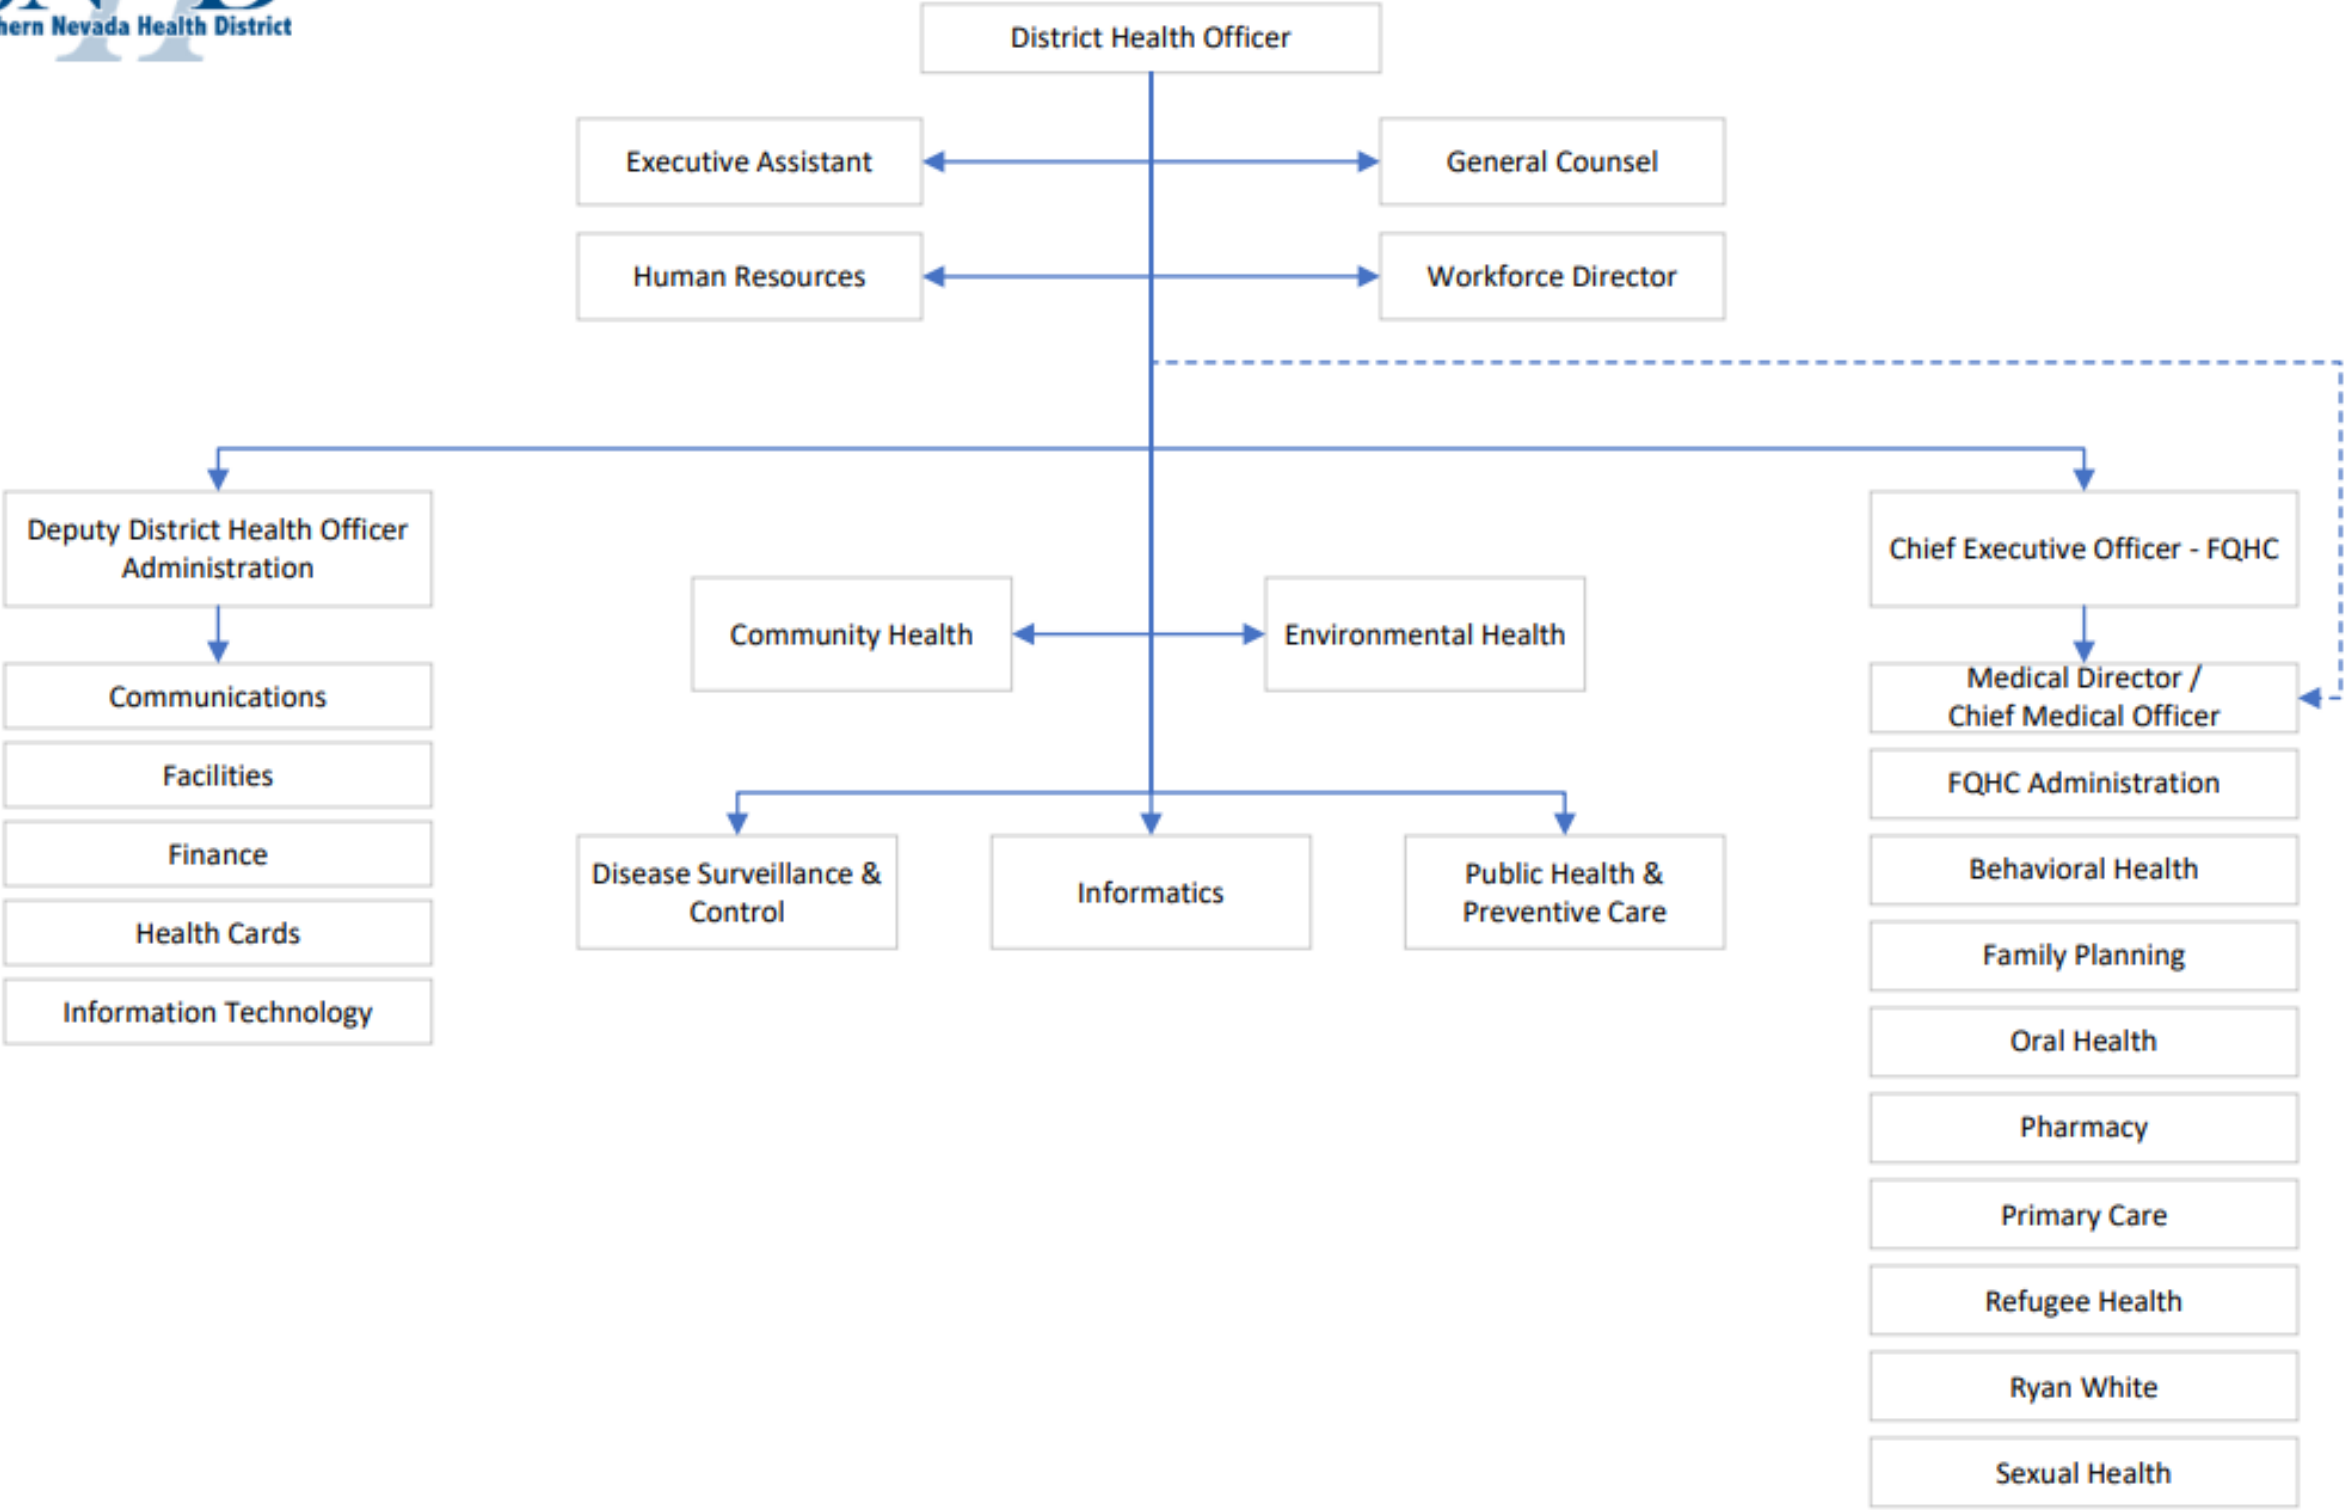 Nevada Health District
District Health Officer
Executive Assistant
General Counsel
Human Resources
Workforce Director
Deputy District Health Officer
Administration
Chief Executive Officer - FQHC
Community Health
Environmental Health
Communications
Facilities
Finance
Health Cards
Information Technology
Disease Surveillance &
Control
Informatics
Public Health &
Preventive Care
Medical Director /
Chief Medical Officer
FQHC Administration
Behavioral Health
Family Planning
Oral Health
Pharmacy
Primary Care
Refugee Health
Ryan White
Sexual Health